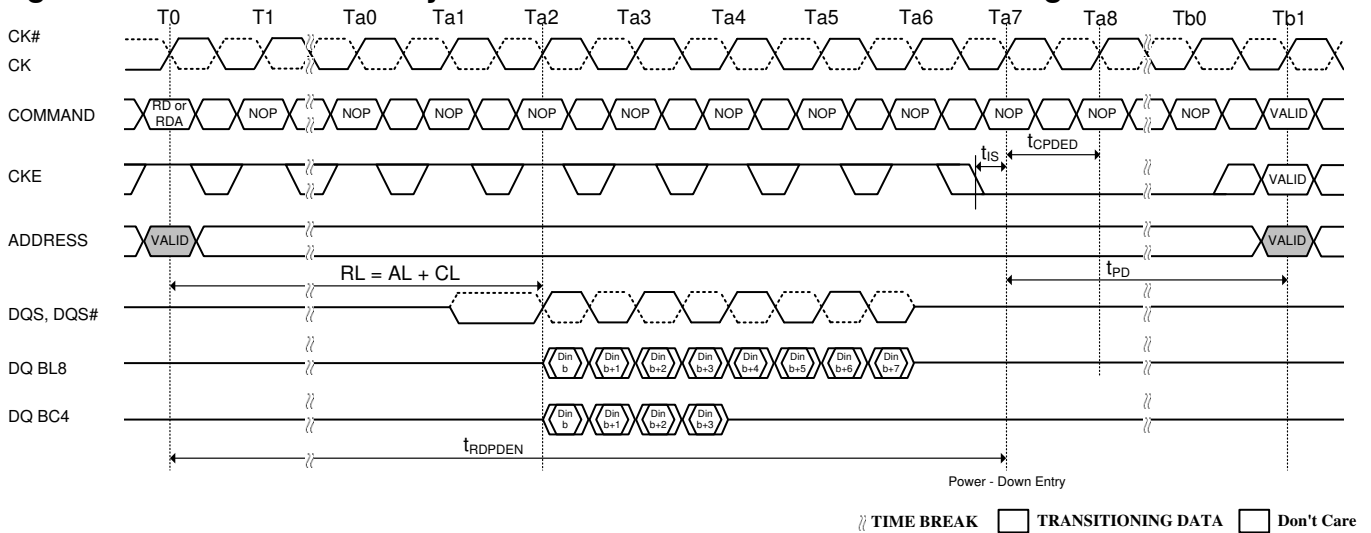 T0 T1 Ta0 Ta1 Ta2 Ta3 Ta4 Ta5 Ta6 Ta7 Ta8 Tb0 Tb1
CK#
CK
COMMAND
RD or
RDA
NOP NOP NOP NOP NOP NOP NOP NOP NOP NOP NOP VALID
tIS
tCPDED
CKE
VALID
ADDRESS
VALID
VALID
RL = AL + CL
tPD
DQS, DQS#
DQ BL8
Din
b
Din
b+1
Din
b+2
Din
b+3
Din
b+4
Din
b+5
Din
b+6
Din
b+7
DQ BC4
Din
b
Din
b+1
Din
b+2
Din
b+3
tRDPDEN
Power - Down Entry
TIME BREAK TRANSITIONING DATA Don't Care